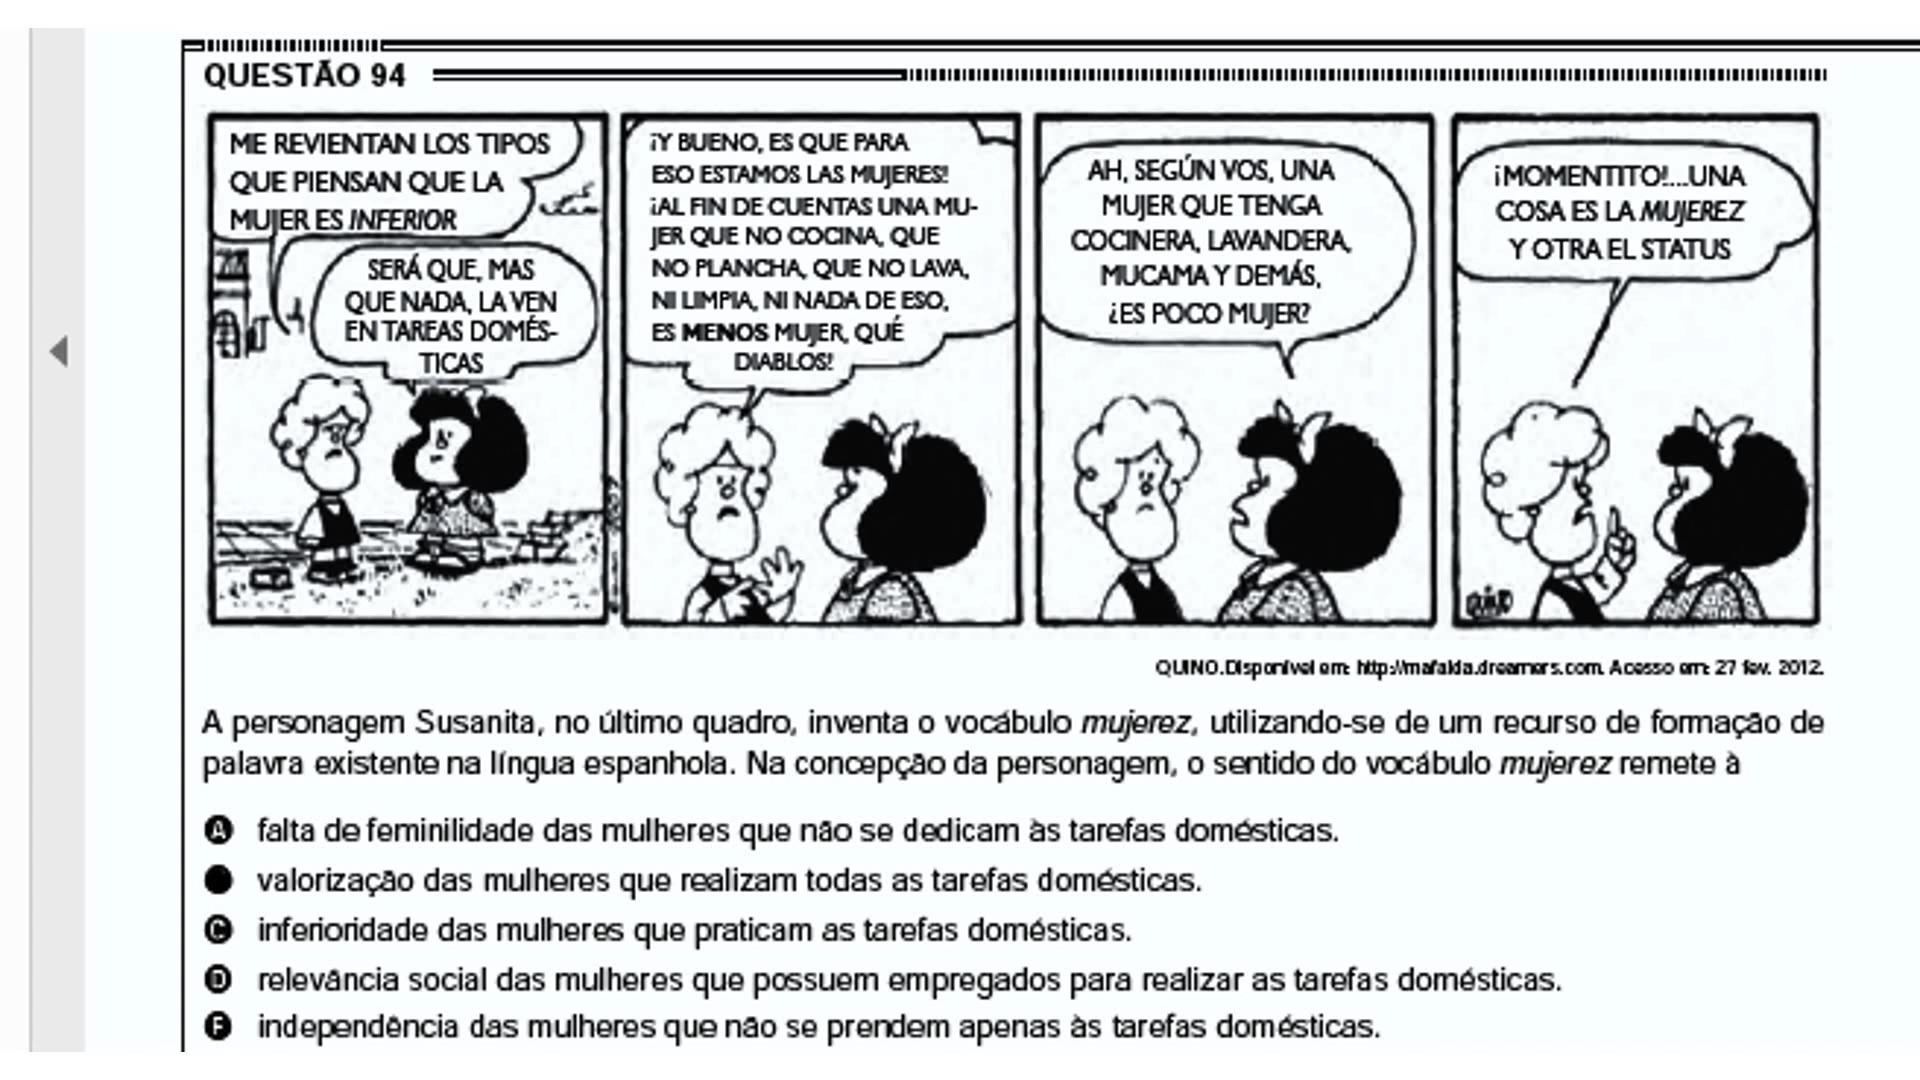 QUESTÃO 94
ME REVIENTAN LOS TIPOS
QUE PIENSAN QUE LA
MUJER ES INFERIOR
SERÁ QUE, MAS
QUE NADA, LA VEN
EN TAREAS DOMÉS-
TICAS
¡Y BUENO, ES QUE PARA
ESO ESTAMOS LAS MUJERES!
¡AL FIN DE CUENTAS UNA MU-
JER QUE NO COCINA, QUE
NO PLANCHA, QUE NO LAVA,
NI LIMPIA, NI NADA DE ESO,
ES MENOS MUJER, QUÉ
DIABLOS!
AH, SEGÚN VOS, UNA
MUJER QUE TENGA
COCINERA, LAVANDERA,
MUCAMA Y DEMÁS,
¿ES POCO MUJER?
¡MOMENTITO!...UNA
COSA ES LA MUJEREZ
Y OTRA EL STATUS
QUINO
QUINO.Disponível em: http://mafalda.dreamers.com. Acesso em: 27 fev. 2012.
A personagem Susanita, no último quadro, inventa o vocábulo mujerez, utilizando-se de um recurso de formação de
palavra existente na língua espanhola. Na concepção da personagem, o sentido do vocábulo mujerez remete à
A falta de feminilidade das mulheres que não se dedicam às tarefas domésticas.
valorização das mulheres que realizam todas as tarefas domésticas.
C inferioridade das mulheres que praticam as tarefas domésticas.
D relevância social das mulheres que possuem empregados para realizar as tarefas domésticas.
E independência das mulheres que não se prendem apenas às tarefas domésticas.